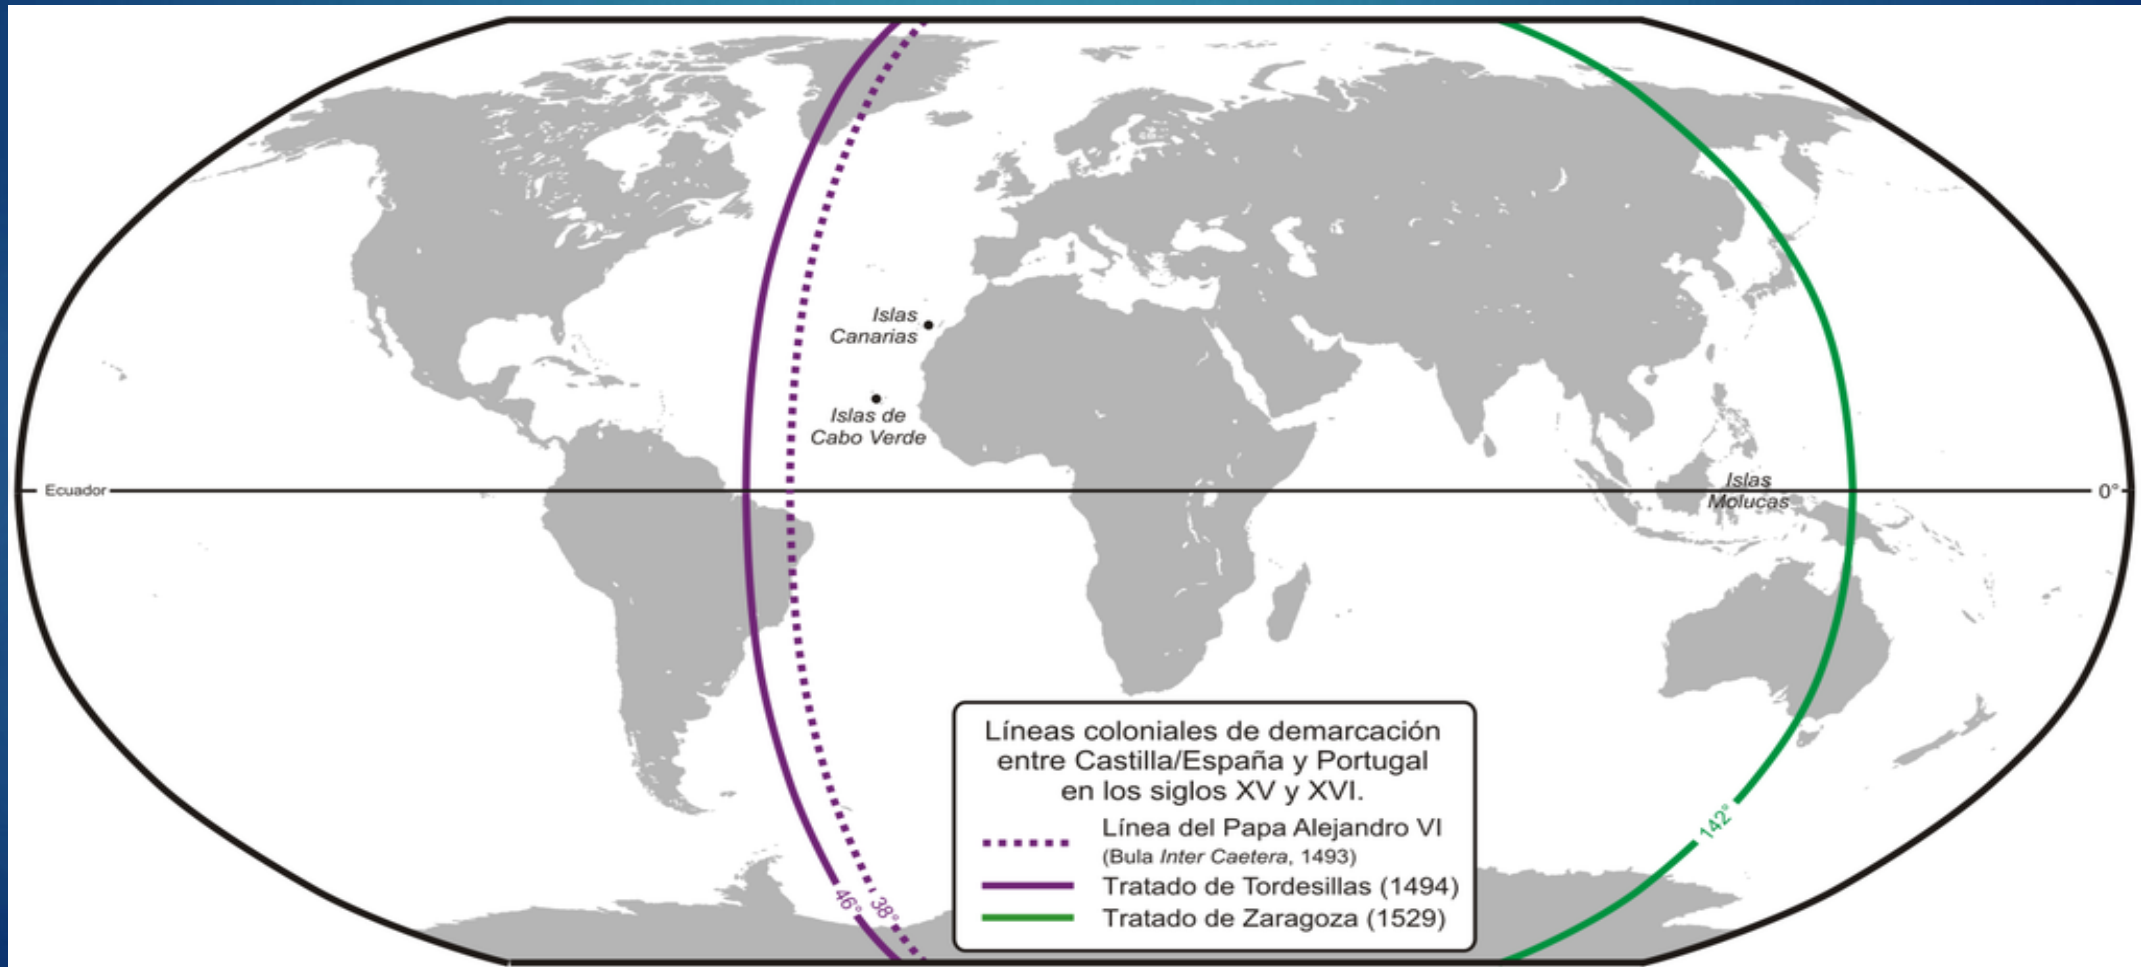 Islas
Canarias
Islas de
Cabo Verde
Ecuador
0°
Islas
Molucas
Líneas coloniales de demarcación
entre Castilla/España y Portugal
en los siglos XV y XVI.
Línea del Papa Alejandro VI
(Bula Inter Caetera, 1493)
Tratado de Tordesillas (1494)
Tratado de Zaragoza (1529)
46°
38°
142°